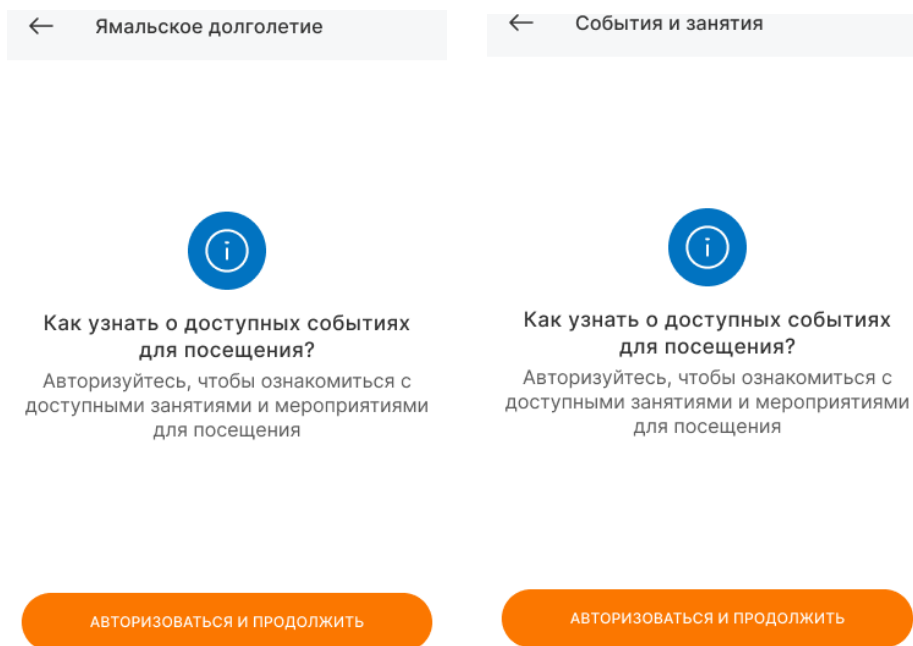 Ямальское долголетие
Как узнать о доступных событиях
для посещения?
Авторизуйтесь, чтобы ознакомиться с
доступными занятиями и мероприятиями
для посещения
АВТОРИЗОВАТЬСЯ И ПРОДОЛЖИТЬ
События и занятия
Как узнать о доступных событиях
для посещения?
Авторизуйтесь, чтобы ознакомиться с
доступными занятиями и мероприятиями
для посещения
АВТОРИЗОВАТЬСЯ И ПРОДОЛЖИТЬ